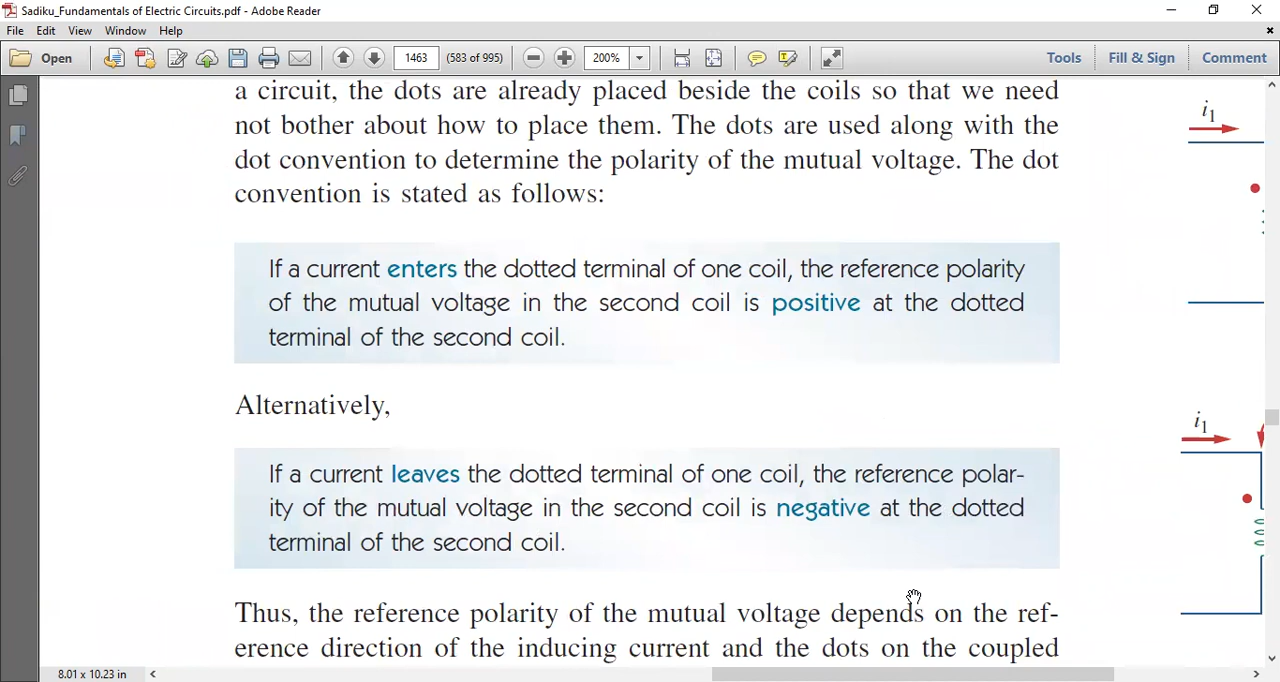 Sadiku_Fundamentals of Electric Circuits.pdf - Adobe Reader
File Edit View Window Help
Open 1463 (583 of 995) 200% Tools Fill & Sign Comment
a circuit, the dots are already placed beside the coils so that we need
not bother about how to place them. The dots are used along with the
dot convention to determine the polarity of the mutual voltage. The dot
convention is stated as follows:
i1
If a current enters the dotted terminal of one coil, the reference polarity
of the mutual voltage in the second coil is positive at the dotted
terminal of the second coil.
Alternatively,
i1
If a current leaves the dotted terminal of one coil, the reference polar-
ity of the mutual voltage in the second coil is negative at the dotted
terminal of the second coil.
Thus, the reference polarity of the mutual voltage depends on the ref-
erence direction of the inducing current and the dots on the coupled
8.01 x 10.23 in